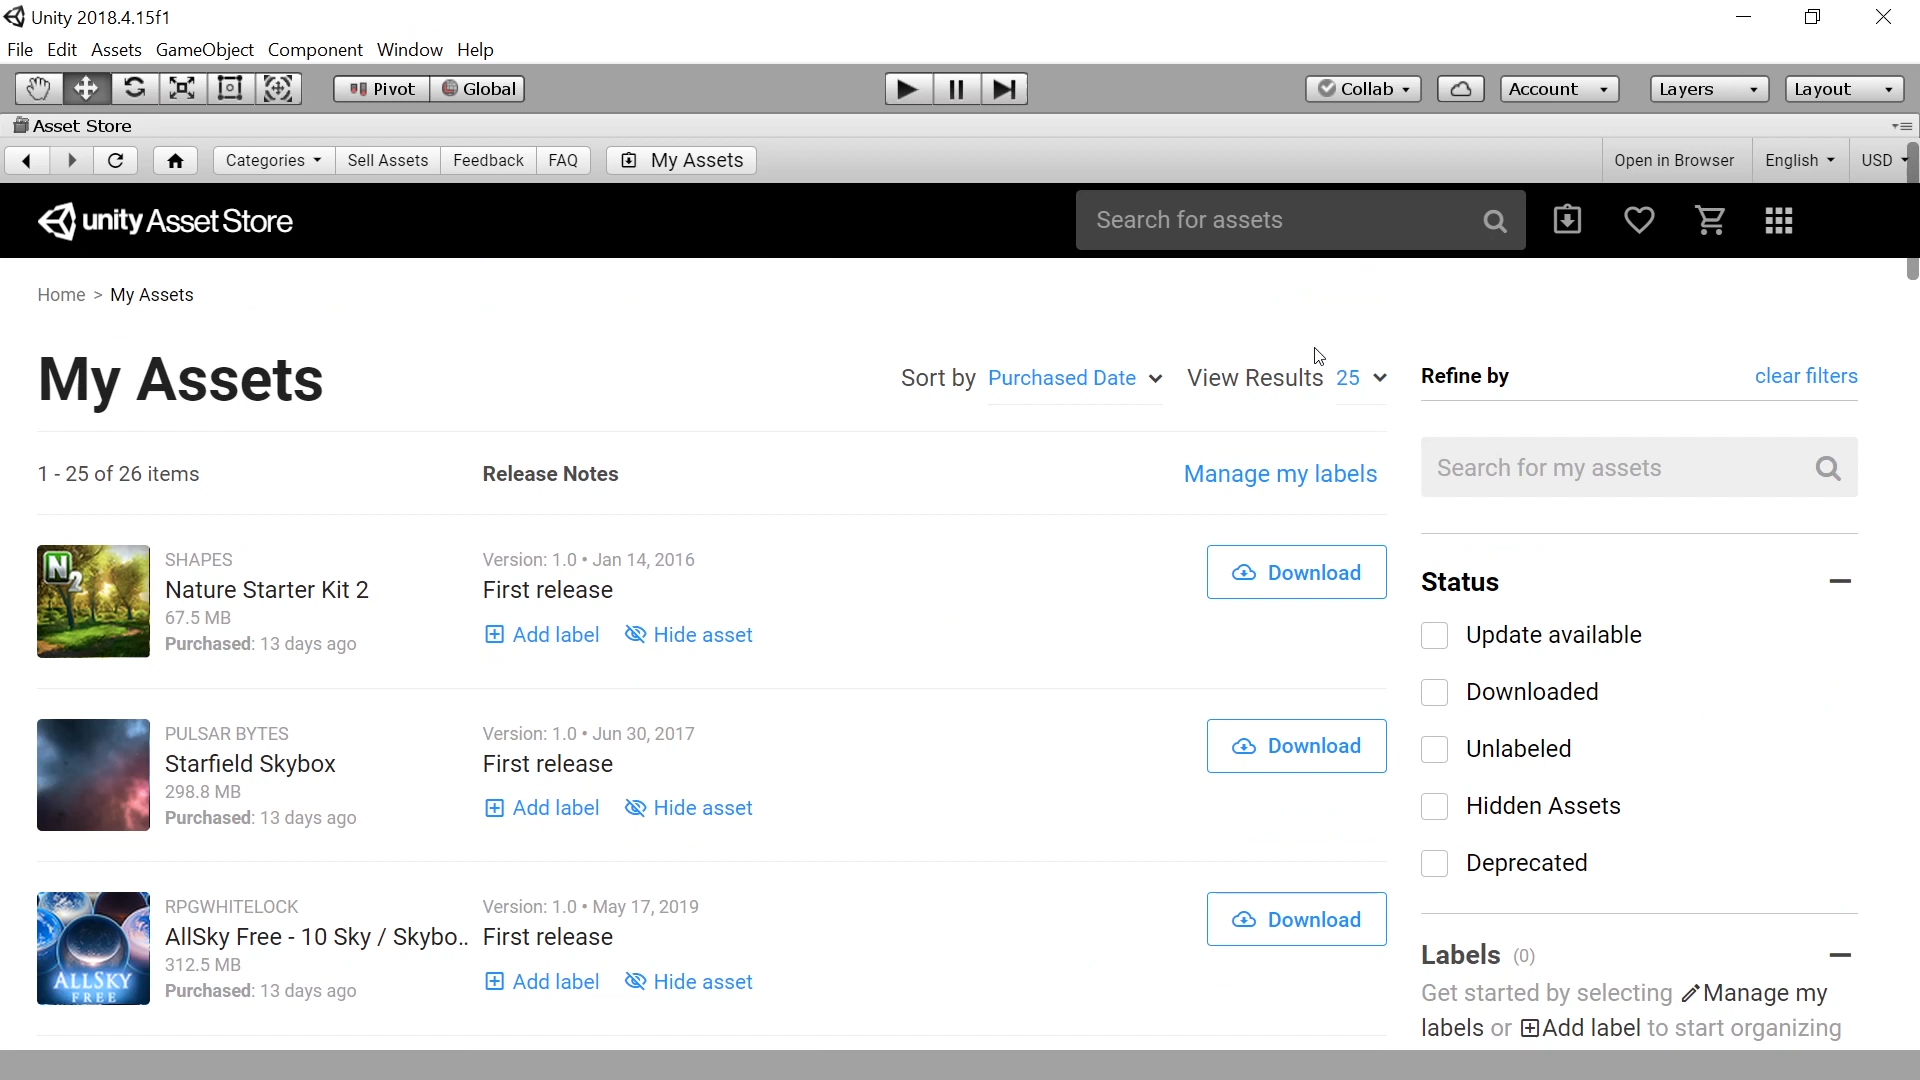 Unity 2018.4.15f1
File Edit Assets GameObject Component Window Help
Pivot Global Collab Account Layers Layout
Asset Store
Categories Sell Assets Feedback FAQ My Assets Open in Browser English USD
unity Asset Store Search for assets
Home > My Assets
My Assets Sort by Purchased Date View Results 25 Refine by clear filters
1 - 25 of 26 items Release Notes Manage my labels Search for my assets
N2
SHAPES
Nature Starter Kit 2
67.5 MB
Purchased: 13 days ago
Version: 1.0 • Jan 14, 2016
First release
Add label Hide asset
Download
PULSAR BYTES
Starfield Skybox
298.8 MB
Purchased: 13 days ago
Version: 1.0 • Jun 30, 2017
First release
Add label Hide asset
Download
ALLSKY
FREE
RPGWHITELOCK
AllSky Free - 10 Sky / Skybo..
312.5 MB
Purchased: 13 days ago
Version: 1.0 • May 17, 2019
First release
Add label Hide asset
Download
Status
Update available
Downloaded
Unlabeled
Hidden Assets
Deprecated
Labels (0)
Get started by selecting Manage my
labels or Add label to start organizing